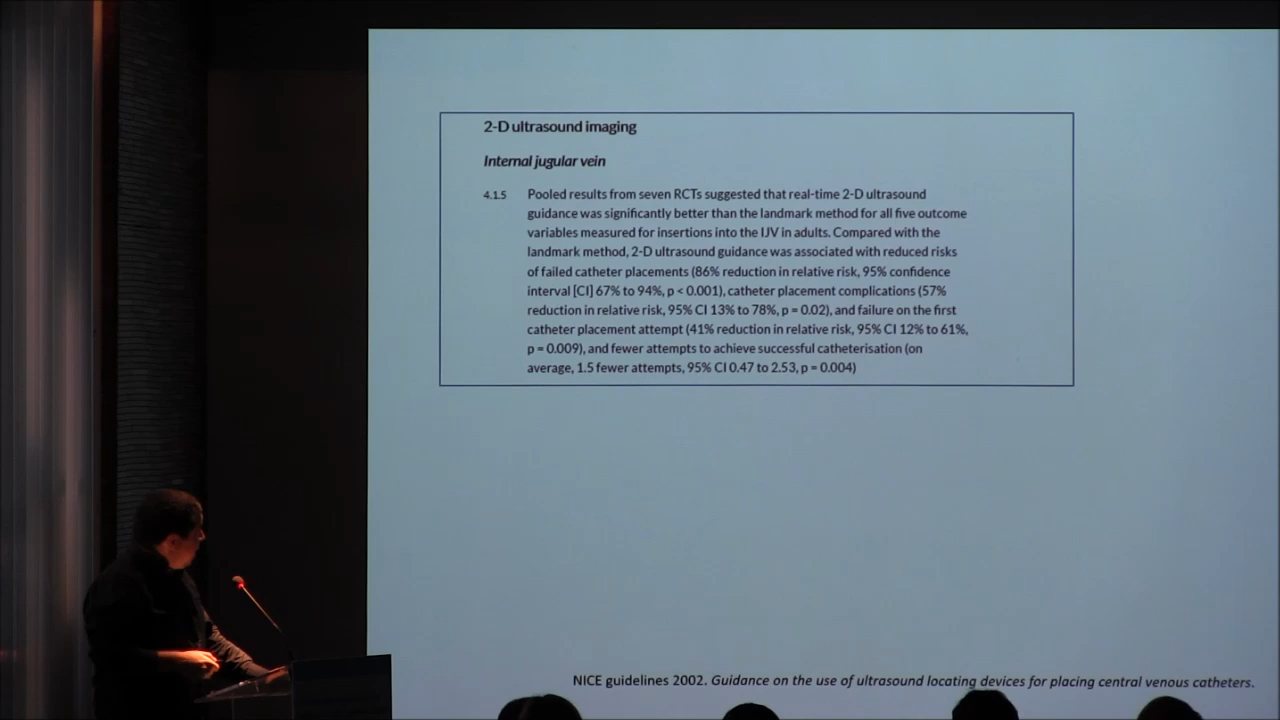 2-D ultrasound imaging
Internal jugular vein
4.1.5 Pooled results from seven RCTs suggested that real-time 2-D ultrasound
guidance was significantly better than the landmark method for all five outcome
variables measured for insertions into the IJV in adults. Compared with the
landmark method, 2-D ultrasound guidance was associated with reduced risks
of failed catheter placements (86% reduction in relative risk, 95% confidence
interval [CI] 67% to 94%, p < 0.001), catheter placement complications (57%
reduction in relative risk, 95% CI 13% to 78%, p = 0.02), and failure on the first
catheter placement attempt (41% reduction in relative risk, 95% CI 12% to 61%,
p = 0.009), and fewer attempts to achieve successful catheterisation (on
average, 1.5 fewer attempts, 95% CI 0.47 to 2.53, p = 0.004)
NICE guidelines 2002. Guidance on the use of ultrasound locating devices for placing central venous catheters.